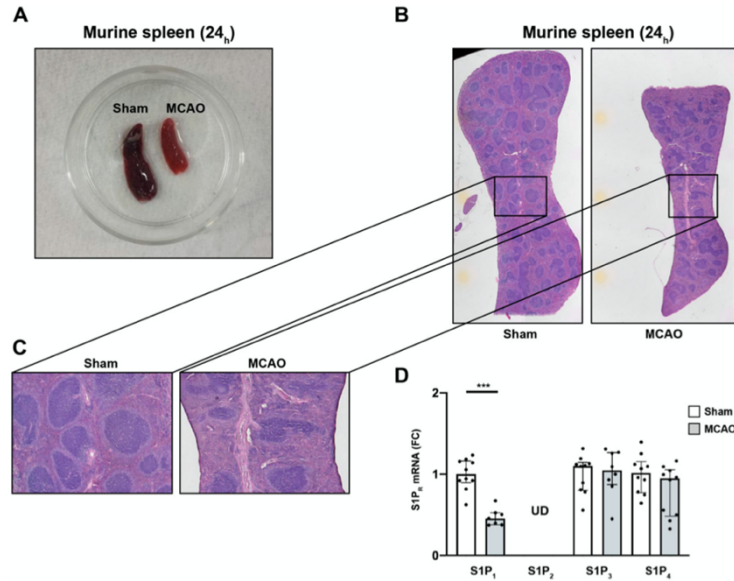 A
Murine spleen (24h)
Sham MCAO
B
Murine spleen (24h)
Sham MCAO
C
Sham MCAO
D
***
Sham
MCAO
S1PR mRNA (FC)
2
1
0
UD
S1P1 S1P2 S1P3 S1P4